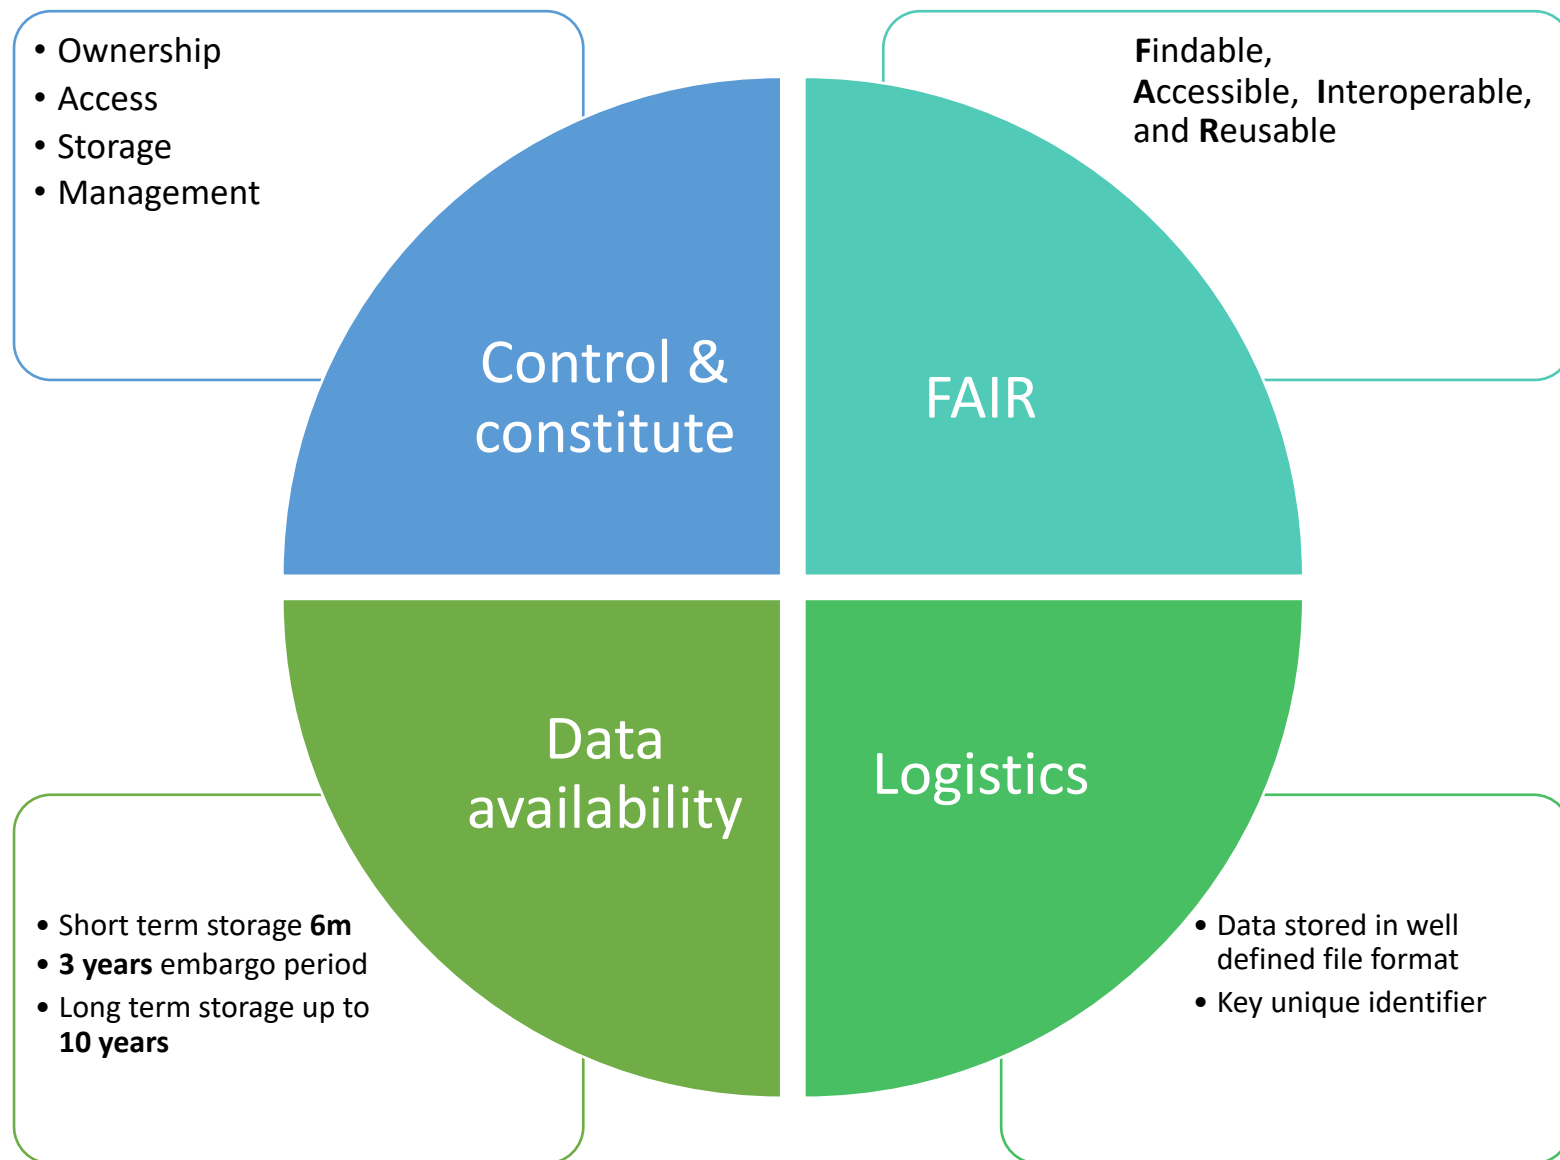 • Ownership
• Access
• Storage
• Management
Findable,
Accessible, Interoperable,
and Reusable
Control &
constitute
FAIR
Data
availability
Logistics
• Short term storage 6m
• 3 years embargo period
• Long term storage up to
10 years
• Data stored in well
defined file format
• Key unique identifier